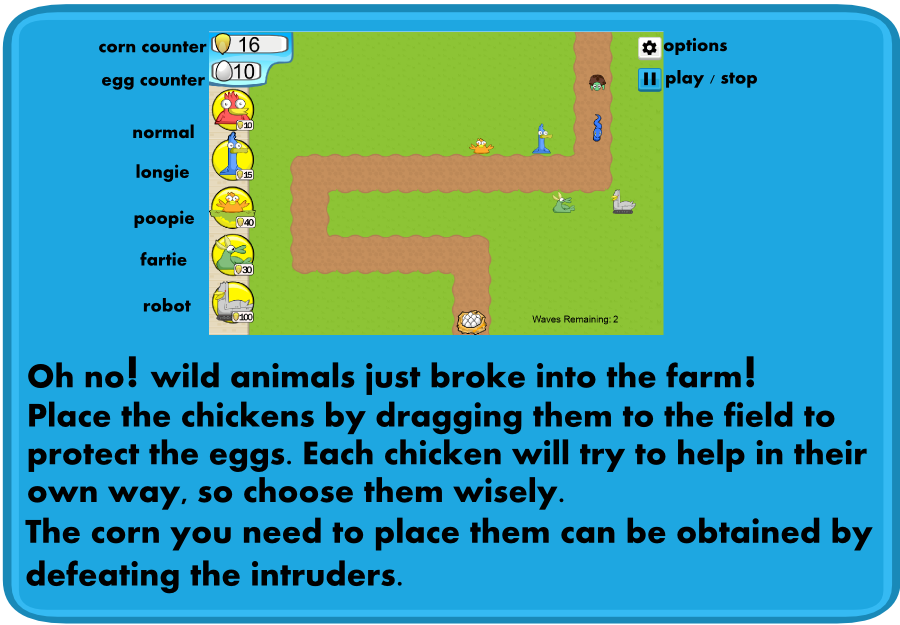 corn counter 16 options
egg counter 10 play / stop
normal 10
longie 15
poopie 40
fartie 30
robot 100
Waves Remaining: 2
Oh no! wild animals just broke into the farm!
Place the chickens by dragging them to the field to
protect the eggs. Each chicken will try to help in their
own way, so choose them wisely.
The corn you need to place them can be obtained by
defeating the intruders.